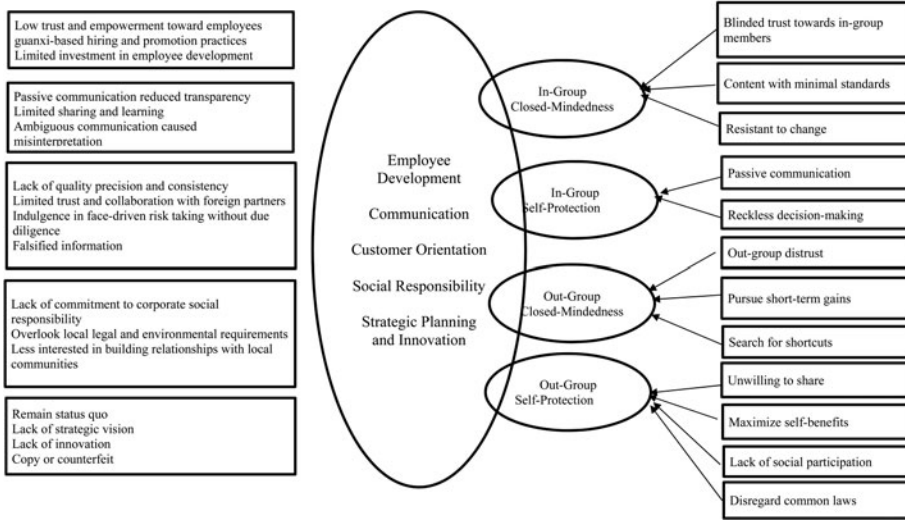 Low trust and empowerment toward employees
guanxi-based hiring and promotion practices
Limited investment in employee development
Passive communication reduced transparency
Limited sharing and learning
Ambiguous communication caused
misinterpretation
Lack of quality precision and consistency
Limited trust and collaboration with foreign partners
Indulgence in face-driven risk taking without due
diligence
Falsified information
Lack of commitment to corporate social
responsibility
Overlook local legal and environmental requirements
Less interested in building relationships with local
communities
Remain status quo
Lack of strategic vision
Lack of innovation
Copy or counterfeit
Employee
Development
Communication
Customer Orientation
Social Responsibility
Strategic Planning
and Innovation
In-Group
Closed-Mindedness
In-Group
Self-Protection
Out-Group
Closed-Mindedness
Out-Group
Self-Protection
Blinded trust towards in-group
members
Content with minimal standards
Resistant to change
Passive communication
Reckless decision-making
Out-group distrust
Pursue short-term gains
Search for shortcuts
Unwilling to share
Maximize self-benefits
Lack of social participation
Disregard common laws